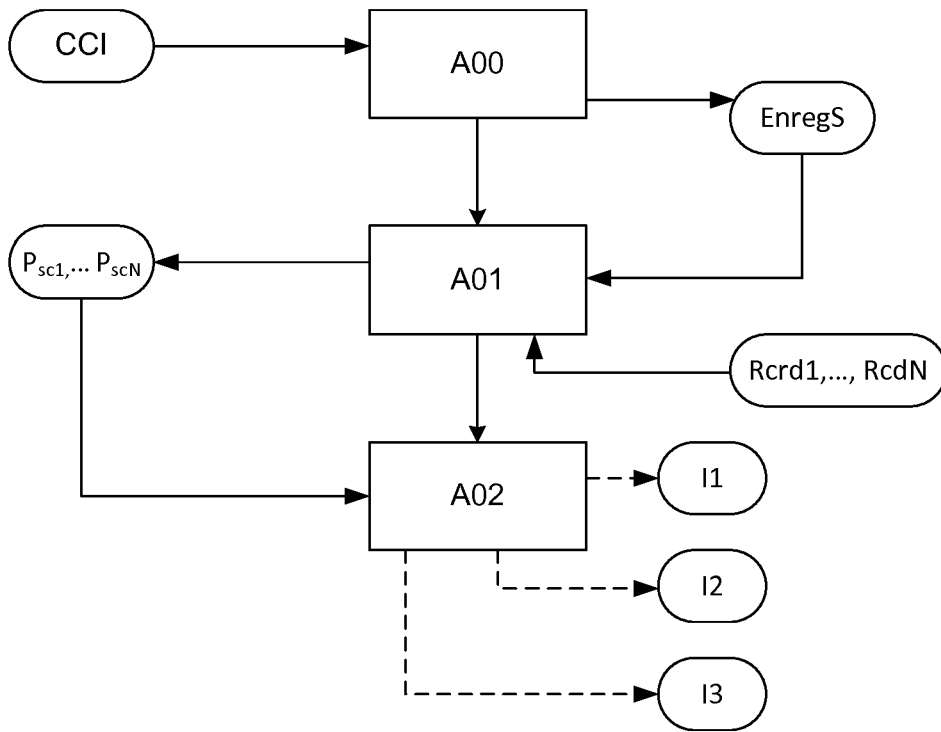 CCI
A00
EnregS
Psc1,... PscN
A01
Rcrd1,..., RcdN
A02
I1
I2
I3